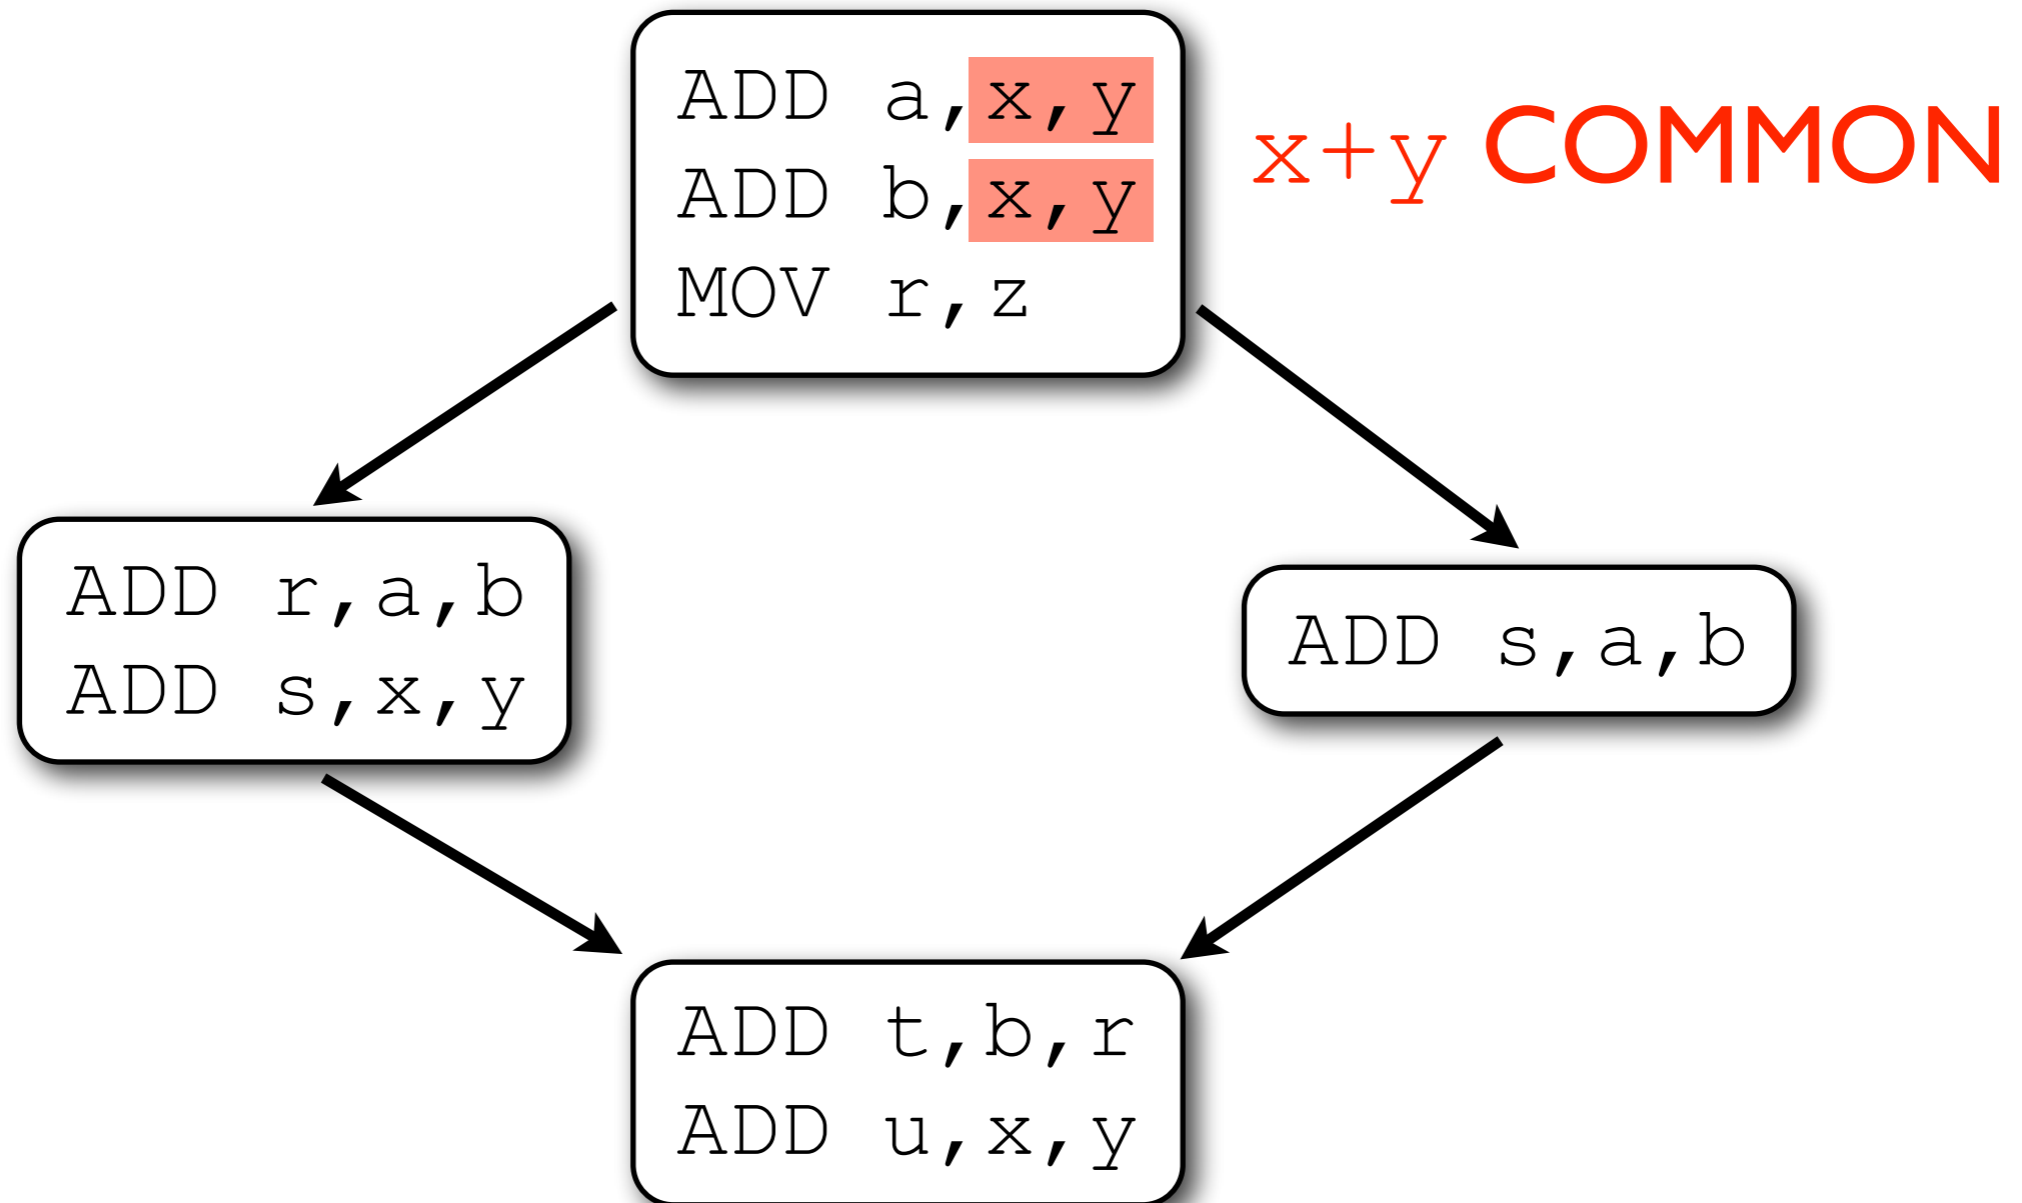 ADD a,x,y
ADD b,x,y
MOV r,z
x+y COMMON
ADD r,a,b
ADD s,x,y
ADD s,a,b
ADD t,b,r
ADD u,x,y